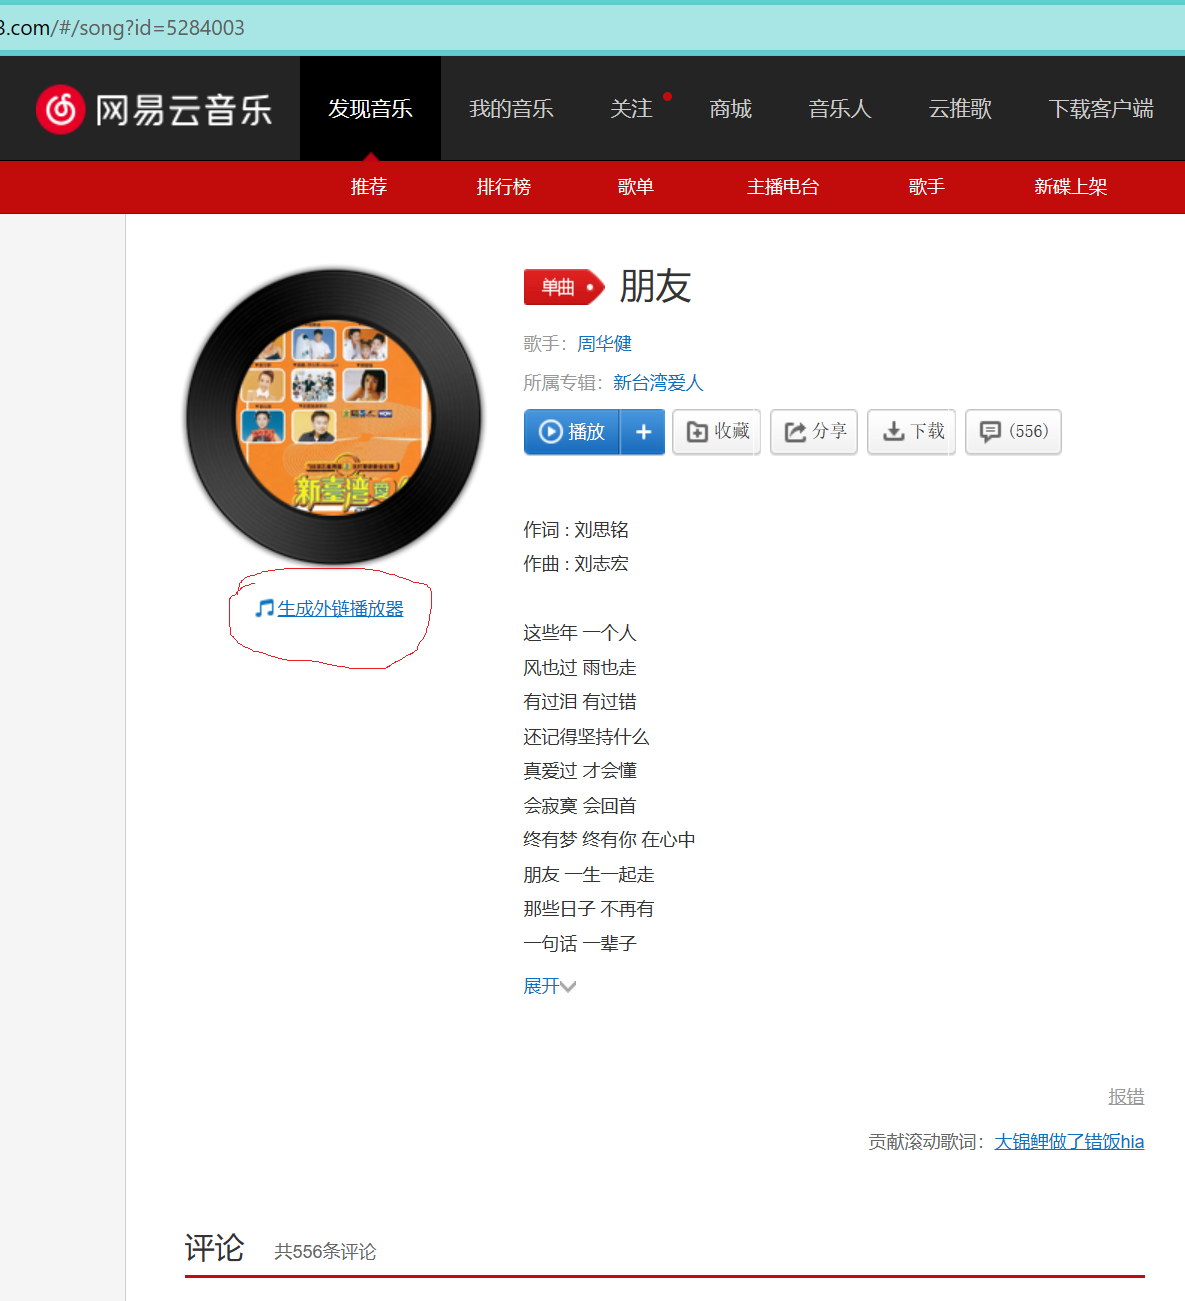 3.com/#/song?id=5284003
网易云音乐 发现音乐 我的音乐 关注 商城 音乐人 云推歌 下载客户端
推荐 排行榜 歌单 主播电台 歌手 新碟上架
单曲 朋友
歌手：周华健
所属专辑：新台湾爱人
播放 + 收藏 分享 下载 (556)
新臺灣愛人
生成外链播放器
作词 : 刘思铭
作曲 : 刘志宏
这些年 一个人
风也过 雨也走
有过泪 有过错
还记得坚持什么
真爱过 才会懂
会寂寞 会回首
终有梦 终有你 在心中
朋友 一生一起走
那些日子 不再有
一句话 一辈子
展开
报错
贡献滚动歌词：大锦鲤做了错饭hia
评论 共556条评论